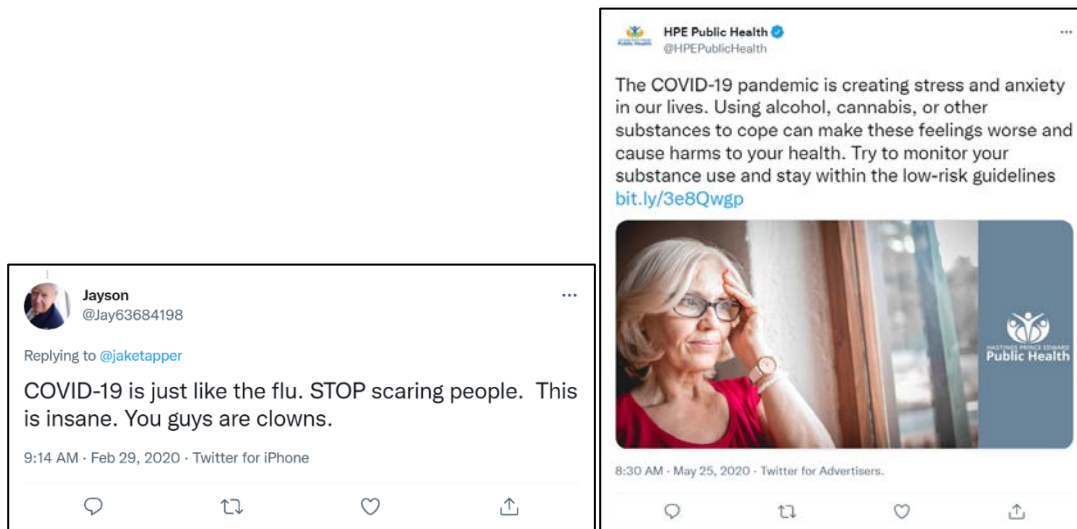 Jayson
@Jay63684198
Replying to @jaketapper
COVID-19 is just like the flu. STOP scaring people. This
is insane. You guys are clowns.
9:14 AM · Feb 29, 2020 · Twitter for iPhone
HPE Public Health
@HPEPublicHealth
The COVID-19 pandemic is creating stress and anxiety
in our lives. Using alcohol, cannabis, or other
substances to cope can make these feelings worse and
cause harms to your health. Try to monitor your
substance use and stay within the low-risk guidelines
bit.ly/3e8Qwgp
HASTINGS PRINCE EDWARD
Public Health
8:30 AM · May 25, 2020 · Twitter for Advertisers.